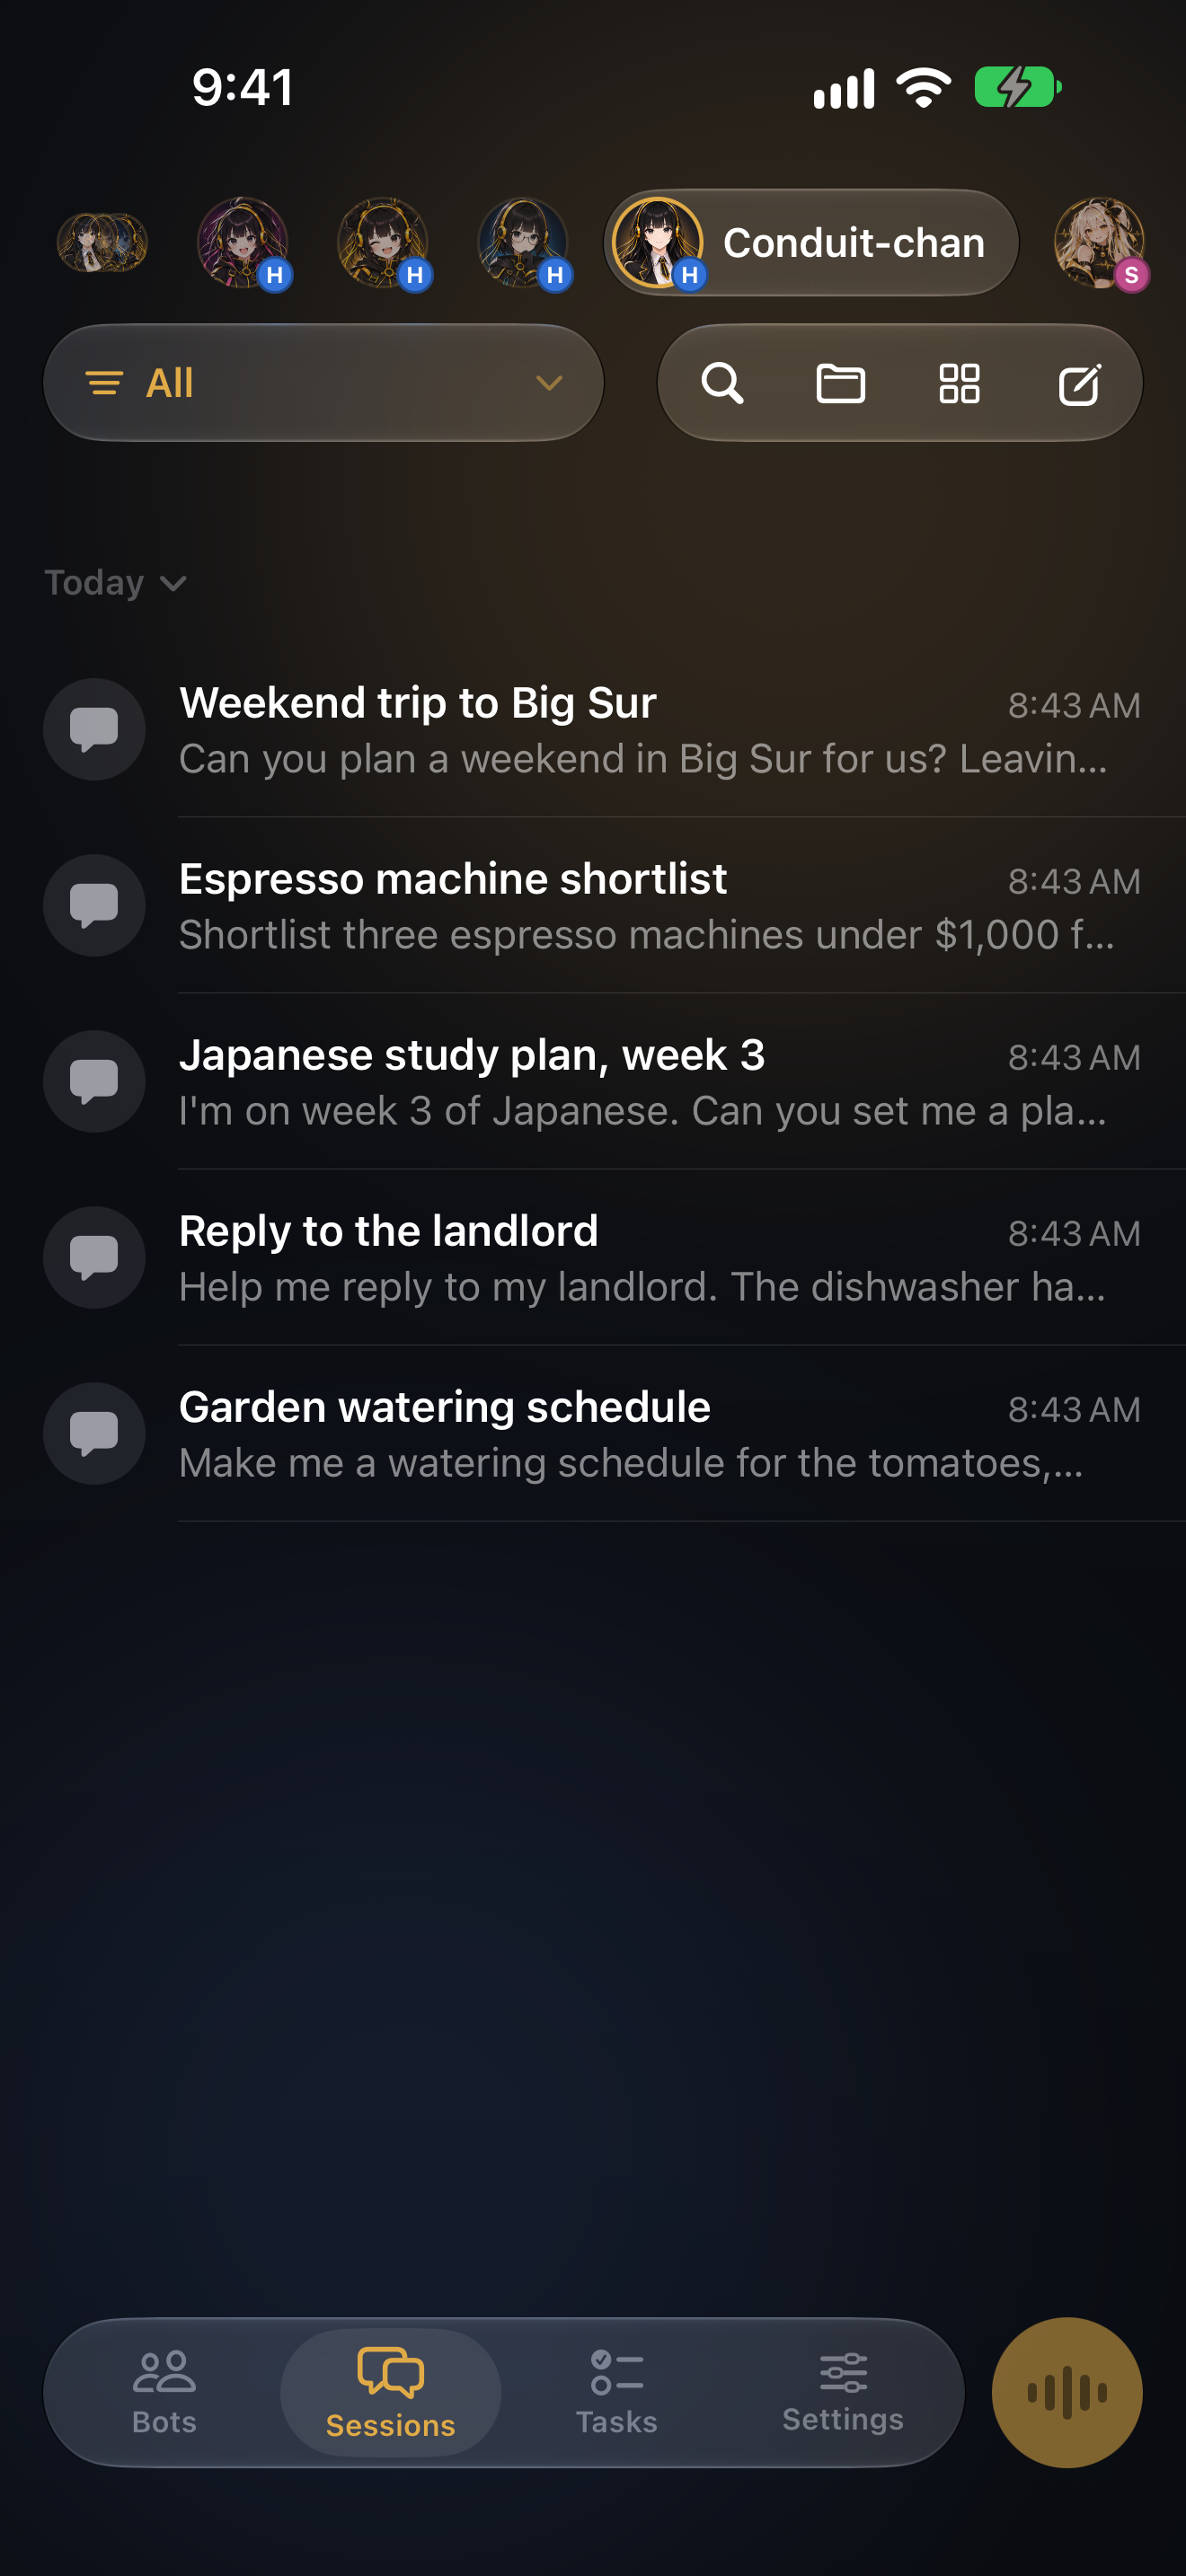 9:41
H
H
H
H
Conduit-chan
S
All
Today
Weekend trip to Big Sur
8:43 AM
Can you plan a weekend in Big Sur for us? Leavin...
Espresso machine shortlist
8:43 AM
Shortlist three espresso machines under $1,000 f...
Japanese study plan, week 3
8:43 AM
I'm on week 3 of Japanese. Can you set me a pla...
Reply to the landlord
8:43 AM
Help me reply to my landlord. The dishwasher ha...
Garden watering schedule
8:43 AM
Make me a watering schedule for the tomatoes,...
Bots
Sessions
Tasks
Settings